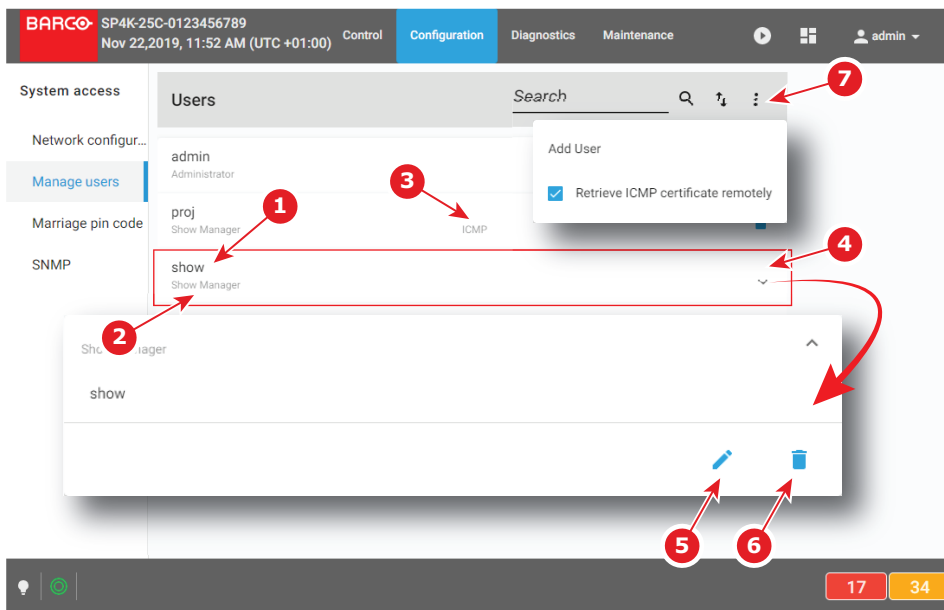 BARCO
SP4K-25C-0123456789
Nov 22,2019, 11:52 AM (UTC +01:00)
Control
Configuration
Diagnostics
Maintenance
admin
System access
Network configur...
Manage users
Marriage pin code
SNMP
Users
Search
7
Add User
Retrieve ICMP certificate remotely
admin
Administrator
3
1
proj
Show Manager
ICMP
4
show
Show Manager
2
ager
show
5
6
17
34